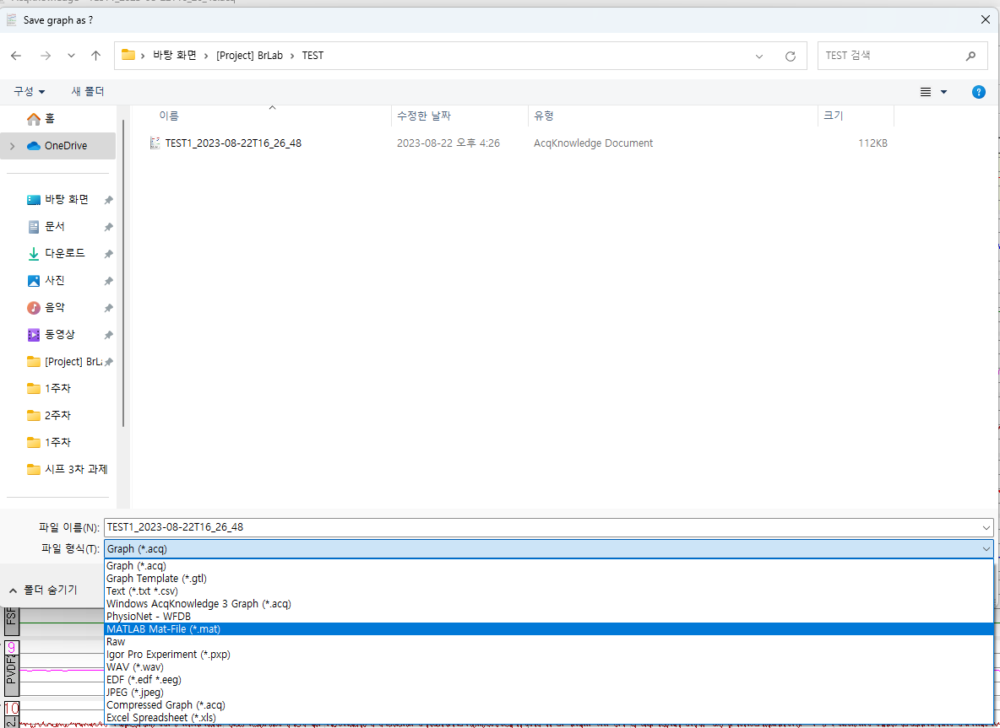 Save graph as ?
바탕 화면 > [Project] BrLab > TEST
TEST 검색
구성
새 폴더
이름
수정한 날짜
유형
크기
TEST1_2023-08-22T16_26_48
2023-08-22 오후 4:26
AcqKnowledge Document
112KB
홈
OneDrive
바탕 화면
문서
다운로드
사진
음악
동영상
[Project] BrLa
1주차
2주차
1주차
시프 3차 과제
파일 이름(N):
TEST1_2023-08-22T16_26_48
파일 형식(T):
Graph (*.acq)
Graph (*.acq)
Graph Template (*.gtl)
Text (*.txt *.csv)
Windows AcqKnowledge 3 Graph (*.acq)
PhysioNet - WFDB
MATLAB Mat-File (*.mat)
Raw
Igor Pro Experiment (*.pxp)
WAV (*.wav)
EDF (*.edf *.eeg)
JPEG (*.jpeg)
Compressed Graph (*.acq)
Excel Spreadsheet (*.xls)
폴더 숨기기
9
10